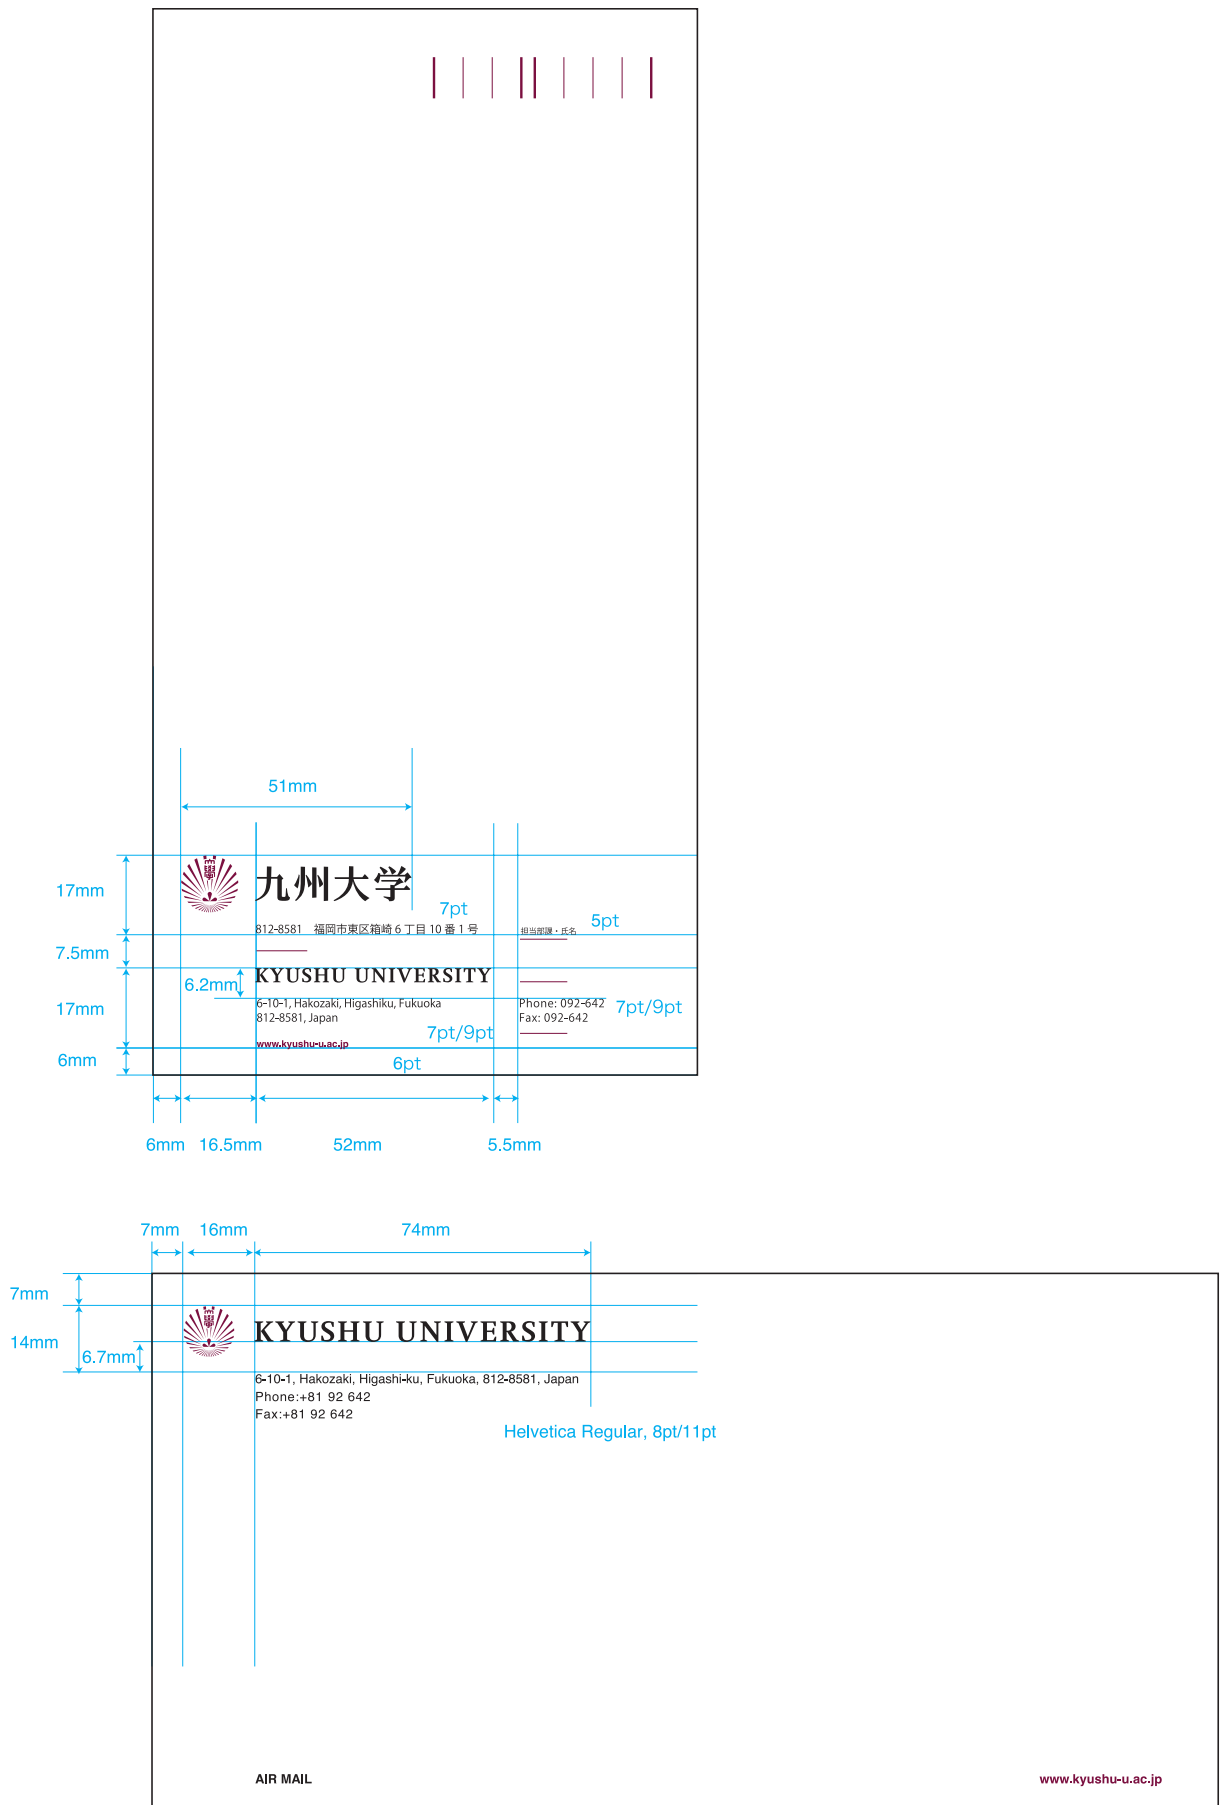 51mm
17mm
九州大学
7pt
5pt
812-8581 福岡市東区箱崎6丁目10番1号
担当部課・氏名
7.5mm
KYUSHU UNIVERSITY
6.2mm
17mm
6-10-1, Hakozaki, Higashiku, Fukuoka
812-8581, Japan
Phone: 092-642
Fax: 092-642
7pt/9pt
7pt/9pt
www.kyushu-u.ac.jp
6mm
6pt
6mm
16.5mm
52mm
5.5mm
7mm
16mm
74mm
7mm
14mm
6.7mm
KYUSHU UNIVERSITY
6-10-1, Hakozaki, Higashi-ku, Fukuoka, 812-8581, Japan
Phone:+81 92 642
Fax:+81 92 642
Helvetica Regular, 8pt/11pt
AIR MAIL
www.kyushu-u.ac.jp